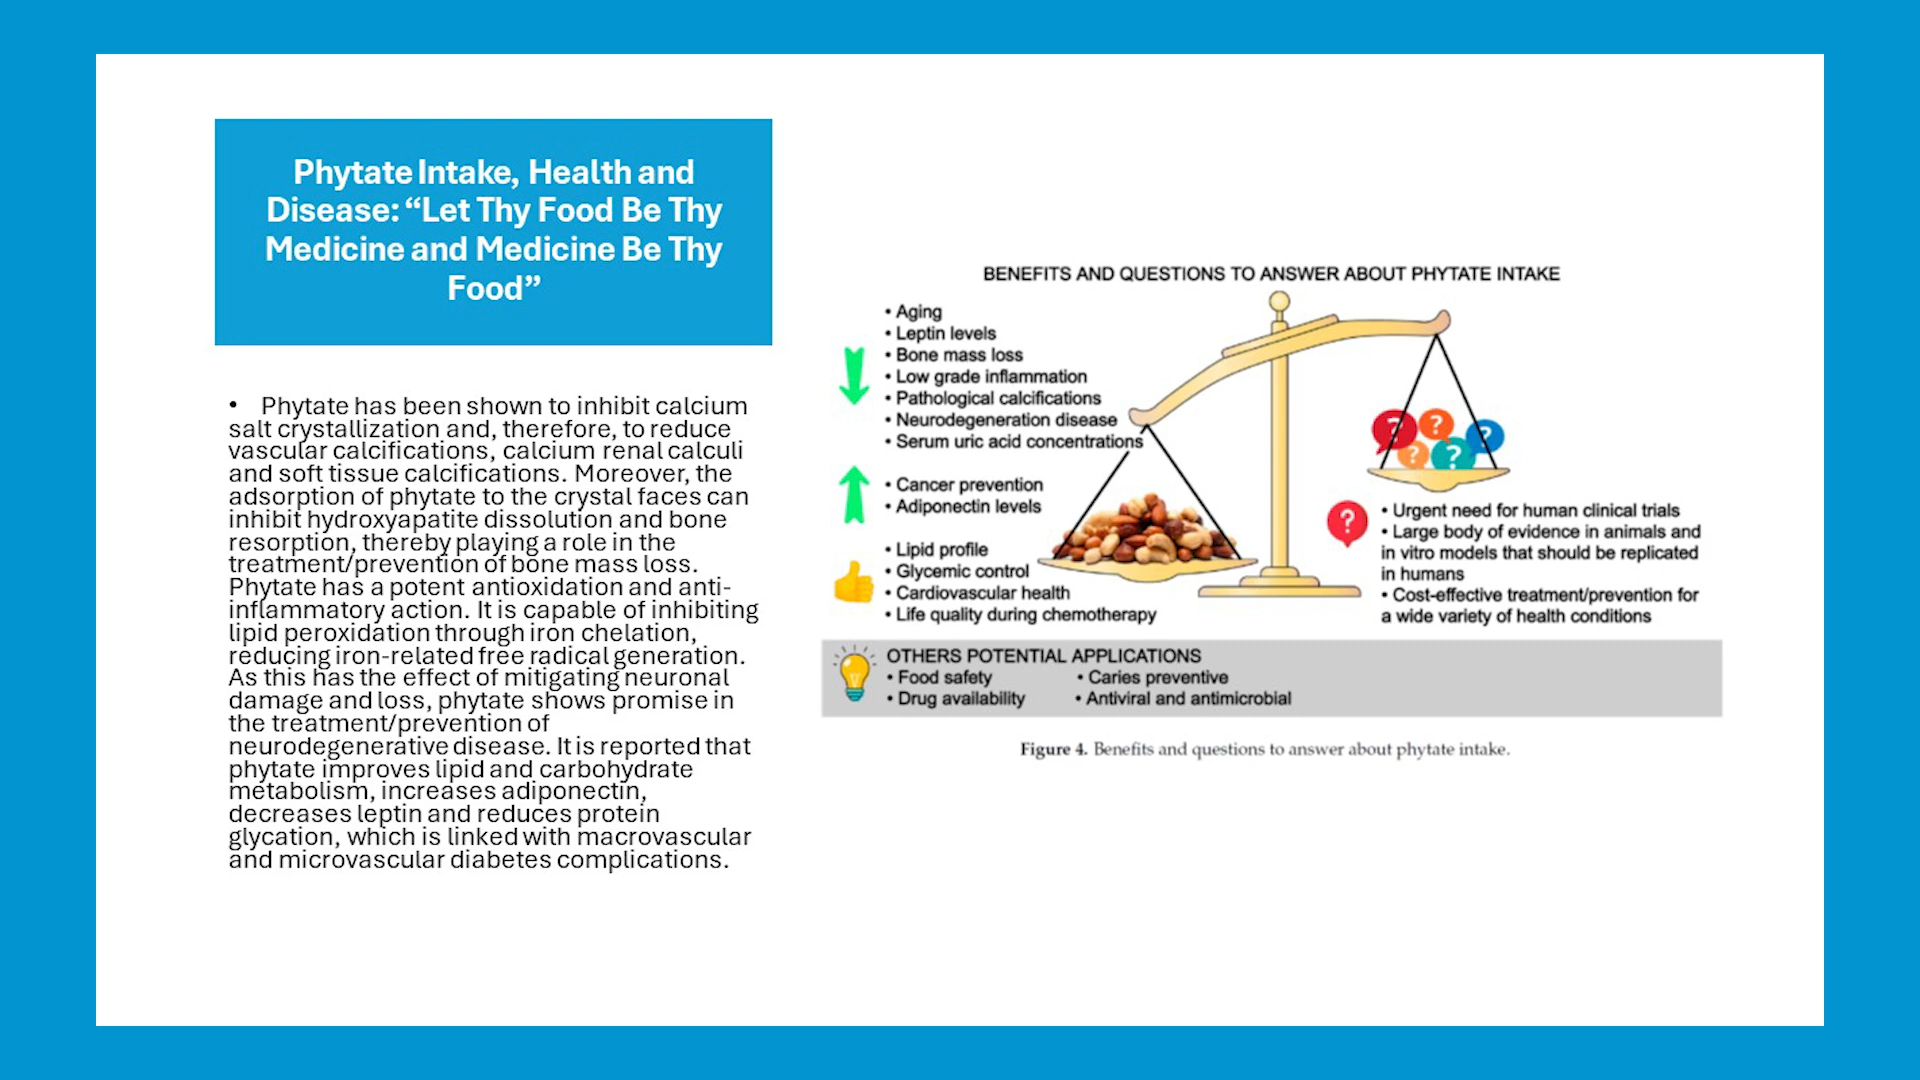 Phytate Intake, Health and
Disease: “Let Thy Food Be Thy
Medicine and Medicine Be Thy
Food”
• Phytate has been shown to inhibit calcium
salt crystallization and, therefore, to reduce
vascular calcifications, calcium renal calculi
and soft tissue calcifications. Moreover, the
adsorption of phytate to the crystal faces can
inhibit hydroxyapatite dissolution and bone
resorption, thereby playing a role in the
treatment/prevention of bone mass loss.
Phytate has a potent antioxidation and anti-
inflammatory action. It is capable of inhibiting
lipid peroxidation through iron chelation,
reducing iron-related free radical generation.
As this has the effect of mitigating neuronal
damage and loss, phytate shows promise in
the treatment/prevention of
neurodegenerative disease. It is reported that
phytate improves lipid and carbohydrate
metabolism, increases adiponectin,
decreases leptin and reduces protein
glycation, which is linked with macrovascular
and microvascular diabetes complications.
BENEFITS AND QUESTIONS TO ANSWER ABOUT PHYTATE INTAKE
• Aging
• Leptin levels
• Bone mass loss
• Low grade inflammation
• Pathological calcifications
• Neurodegeneration disease
• Serum uric acid concentrations
• Cancer prevention
• Adiponectin levels
• Lipid profile
• Glycemic control
• Cardiovascular health
• Life quality during chemotherapy
? ? ?
? ?
?
• Urgent need for human clinical trials
• Large body of evidence in animals and
in vitro models that should be replicated
in humans
• Cost-effective treatment/prevention for
a wide variety of health conditions
OTHERS POTENTIAL APPLICATIONS
• Food safety • Caries preventive
• Drug availability • Antiviral and antimicrobial
Figure 4. Benefits and questions to answer about phytate intake.